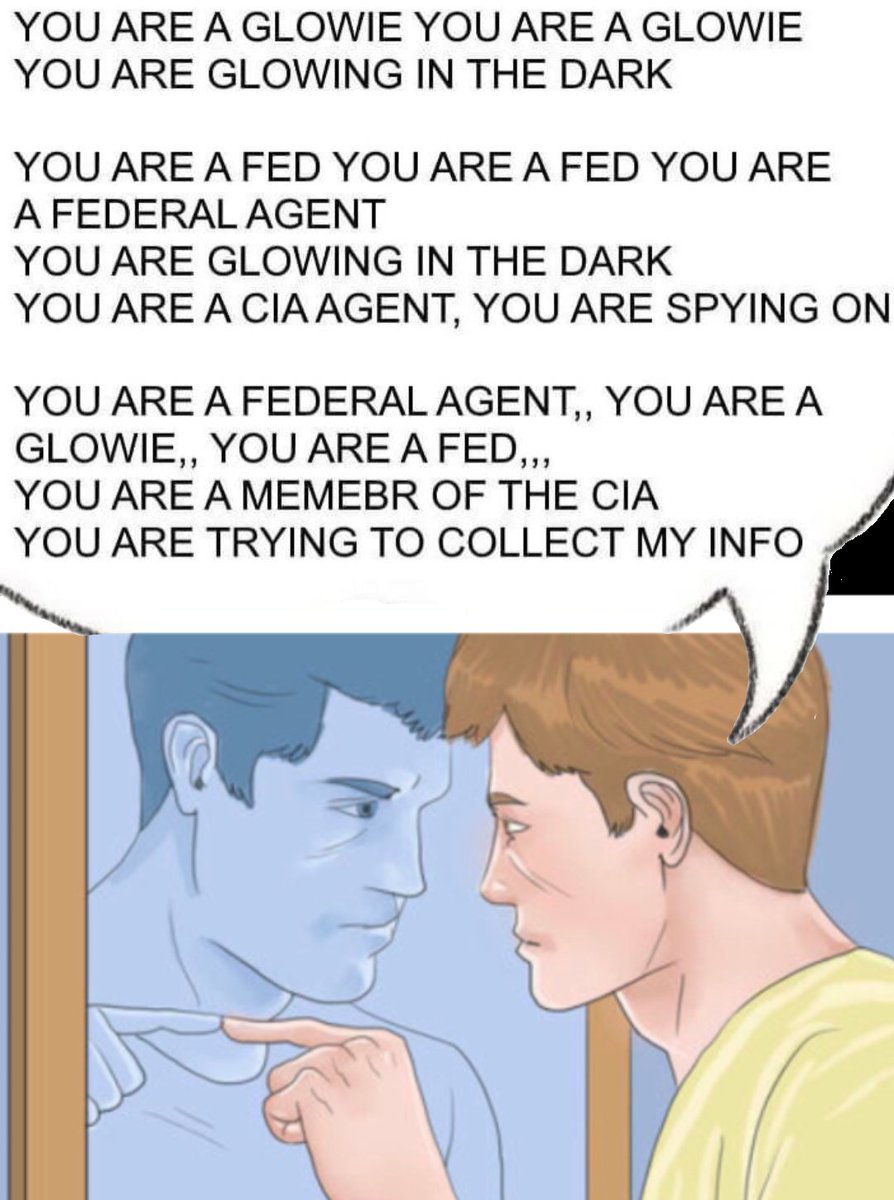 YOU ARE A GLOWIE YOU ARE A GLOWIE
YOU ARE GLOWING IN THE DARK
YOU ARE A FED YOU ARE A FED YOU ARE
A FEDERAL AGENT
YOU ARE GLOWING IN THE DARK
YOU ARE A CIA AGENT, YOU ARE SPYING ON
YOU ARE A FEDERAL AGENT,, YOU ARE A
GLOWIE,, YOU ARE A FED,,,
YOU ARE A MEMEBR OF THE CIA
YOU ARE TRYING TO COLLECT MY INFO